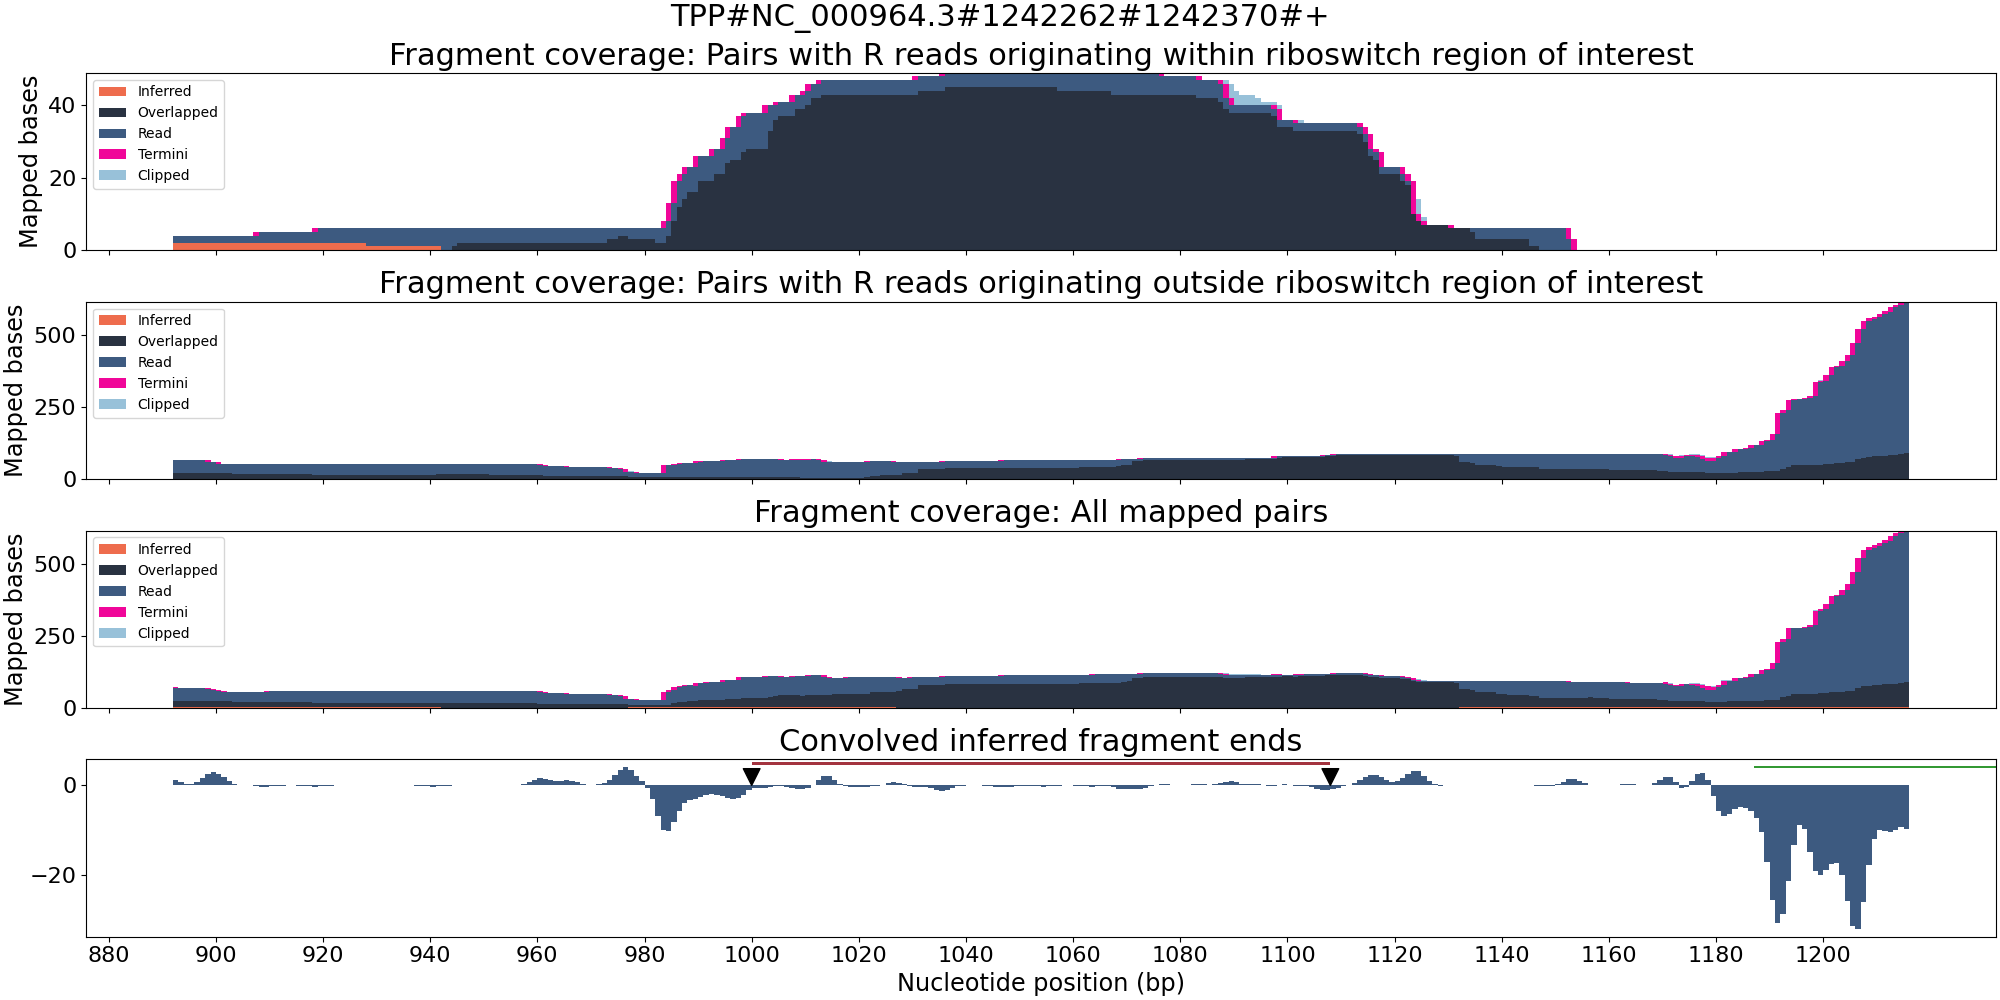 TPP#NC_000964.3#1242262#1242370#+
Fragment coverage: Pairs with R reads originating within riboswitch region of interest
Mapped bases
40
20
0
Inferred
Overlapped
Read
Termini
Clipped
Fragment coverage: Pairs with R reads originating outside riboswitch region of interest
Mapped bases
500
250
0
Inferred
Overlapped
Read
Termini
Clipped
Fragment coverage: All mapped pairs
Mapped bases
500
250
0
Inferred
Overlapped
Read
Termini
Clipped
Convolved inferred fragment ends
0
−20
880 900 920 940 960 980 1000 1020 1040 1060 1080 1100 1120 1140 1160 1180 1200
Nucleotide position (bp)